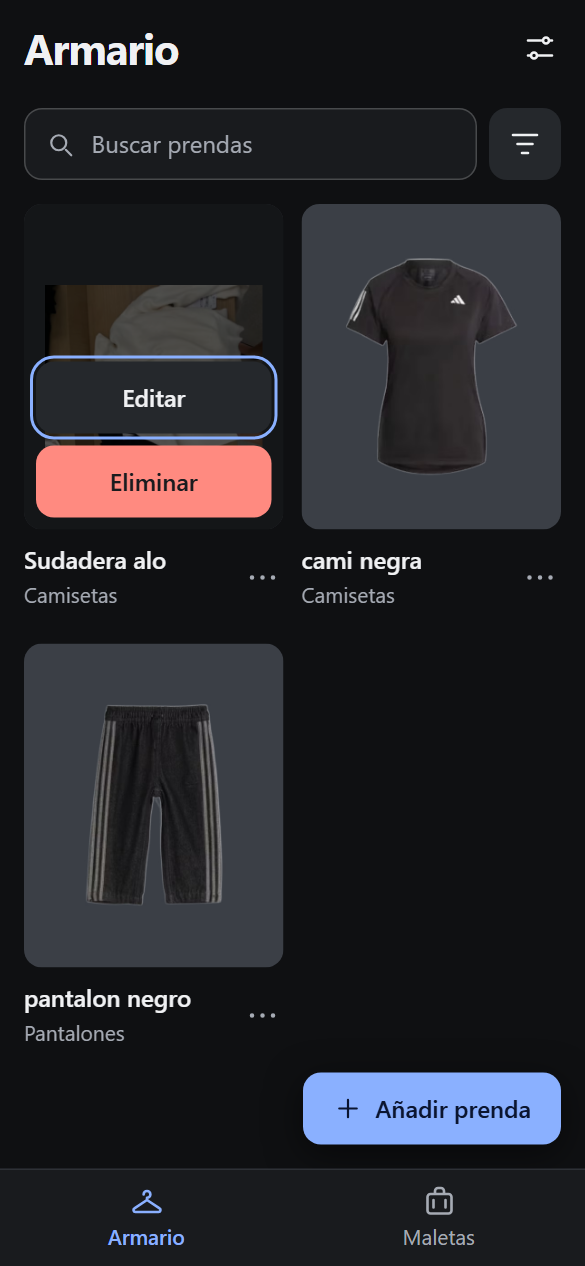 Armario
Buscar prendas
Editar
Eliminar
Sudadera alo
Camisetas
cami negra
Camisetas
pantalon negro
Pantalones
Añadir prenda
Armario
Maletas